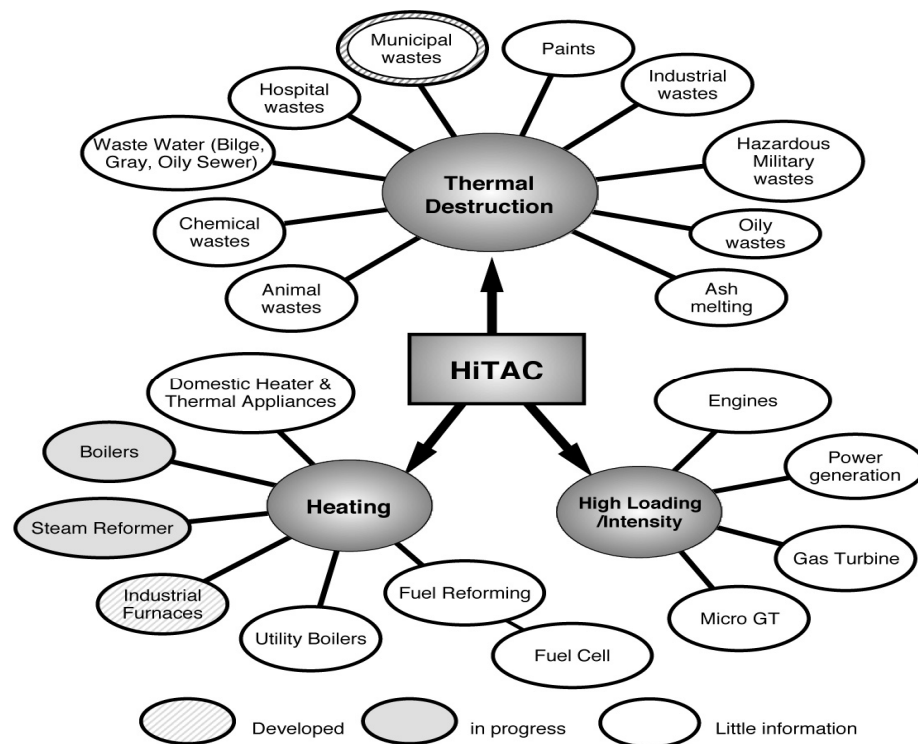 Municipal
wastes
Paints
Hospital
wastes
Industrial
wastes
Waste Water (Bilge,
Gray, Oily Sewer)
Thermal
Destruction
Hazardous
Military
wastes
Chemical
wastes
Oily
wastes
Animal
wastes
Ash
melting
HiTAC
Domestic Heater &
Thermal Appliances
Engines
Boilers
Power
generation
Heating
High Loading
/Intensity
Steam Reformer
Gas Turbine
Industrial
Furnaces
Fuel Reforming
Micro GT
Utility Boilers
Fuel Cell
Developed
in progress
Little information